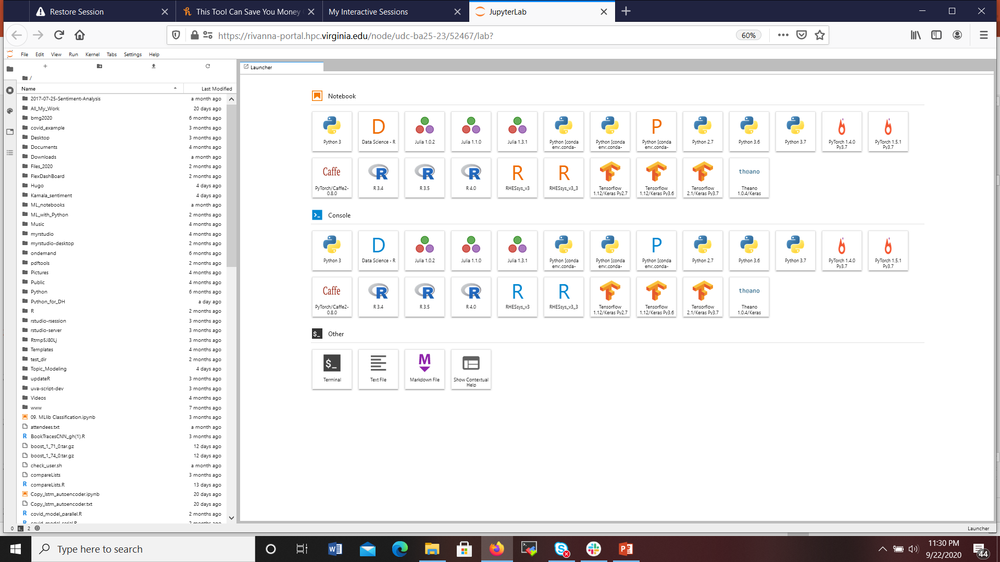 Restore Session
This Tool Can Save You Money
My Interactive Sessions
JupyterLab
https://rivanna-portal.hpc.virginia.edu/node/udc-ba25-23/52467/lab?
60%
File Edit View Run Kernel Tabs Settings Help
/
Name Last Modified
2017-07-25-Sentiment-Analysis a month ago
All_My_Work 20 days ago
bmg2020 6 months ago
covid_example 3 months ago
Desktop 3 months ago
Documents 4 months ago
Downloads a month ago
Files_2020 2 months ago
FlexDashBoard 2 months ago
Hugo 4 days ago
Kamala_sentiment 4 days ago
ML_notebooks a month ago
ML_with_Python 2 months ago
Music 4 months ago
myrstudio 4 months ago
myrstudio-desktop 2 months ago
ondemand 6 months ago
pdftools 2 months ago
Pictures 4 months ago
Public 4 months ago
Python 6 months ago
Python_for_DH a day ago
R 2 months ago
rstudio-rsession 3 months ago
rstudio-server 3 months ago
Rtmp5J80Lj 3 months ago
Templates 4 months ago
test_dir 2 months ago
Topic_Modeling 4 days ago
updateR 3 months ago
uva-script-dev 3 months ago
Videos 4 months ago
www 7 months ago
09. MLlib Classification.ipynb 3 months ago
attendees.txt a month ago
BookTracesCNN_gh(1).R 3 months ago
boost_1_71_0.tar.gz 12 days ago
boost_1_74_0.tar.gz 12 days ago
check_user.sh a month ago
compareLists 3 months ago
compareLists.R 13 days ago
Copy_lstm_autoencoder.ipynb 20 days ago
Copy_lstm_autoencoder.txt 20 days ago
covid_model_parallel.R 2 months ago
covid_model_serial.R 2 months ago
0 2
Launcher
Notebook
D P
Python 3 Data Science - R Julia 1.0.2 Julia 1.1.0 Julia 1.3.1 Python [conda Python [conda Python [conda Python 2.7 Python 3.6 Python 3.7 PyTorch 1.4.0 PyTorch 1.5.1
env:.conda- env:.conda- env:.conda- Py3.7 Py3.7
Caffe R R R R R theano
PyTorch/Caffe2- R 3.4 R 3.5 R 4.0 RHESsys_v3 RHESsys_v3_3 Tensorflow Tensorflow Tensorflow Theano
0.8.0 1.12/Keras Py2.7 1.12/Keras Py3.6 2.1/Keras Py3.7 1.0.4/Keras
Console
D P
Python 3 Data Science - R Julia 1.0.2 Julia 1.1.0 Julia 1.3.1 Python [conda Python [conda Python [conda Python 2.7 Python 3.6 Python 3.7 PyTorch 1.4.0 PyTorch 1.5.1
env:.conda- env:.conda- env:.conda- Py3.7 Py3.7
Caffe R R R R R theano
PyTorch/Caffe2- R 3.4 R 3.5 R 4.0 RHESsys_v3 RHESsys_v3_3 Tensorflow Tensorflow Tensorflow Theano
0.8.0 1.12/Keras Py2.7 1.12/Keras Py3.6 2.1/Keras Py3.7 1.0.4/Keras
$_ Other
$_ M
Terminal Text File Markdown File Show Contextual
Help
Launcher
Type here to search
11:30 PM
9/22/2020
44